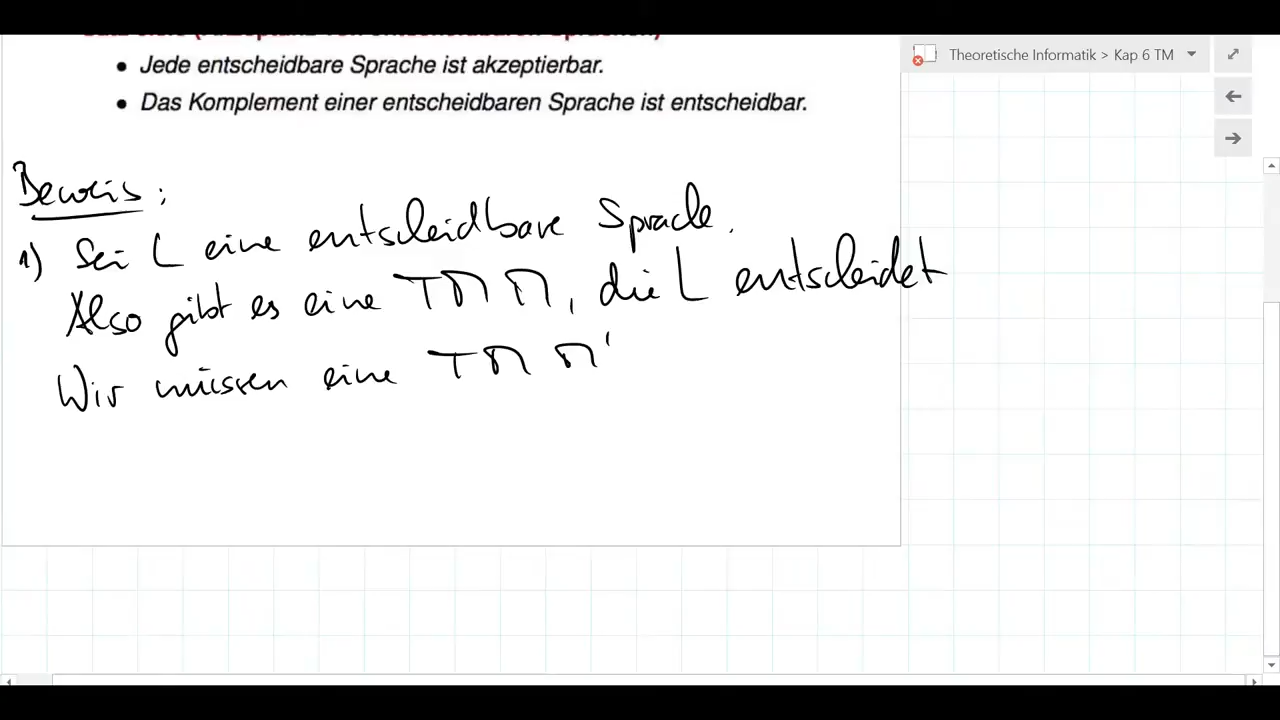 • Jede entscheidbare Sprache ist akzeptierbar.
• Das Komplement einer entscheidbaren Sprache ist entscheidbar.
Theoretische Informatik > Kap 6 TM
Beweis:
1) Sei L eine entscheidbare Sprache.
Also gibt es eine TM M, die L entscheidet
Wir müssen eine TM M'